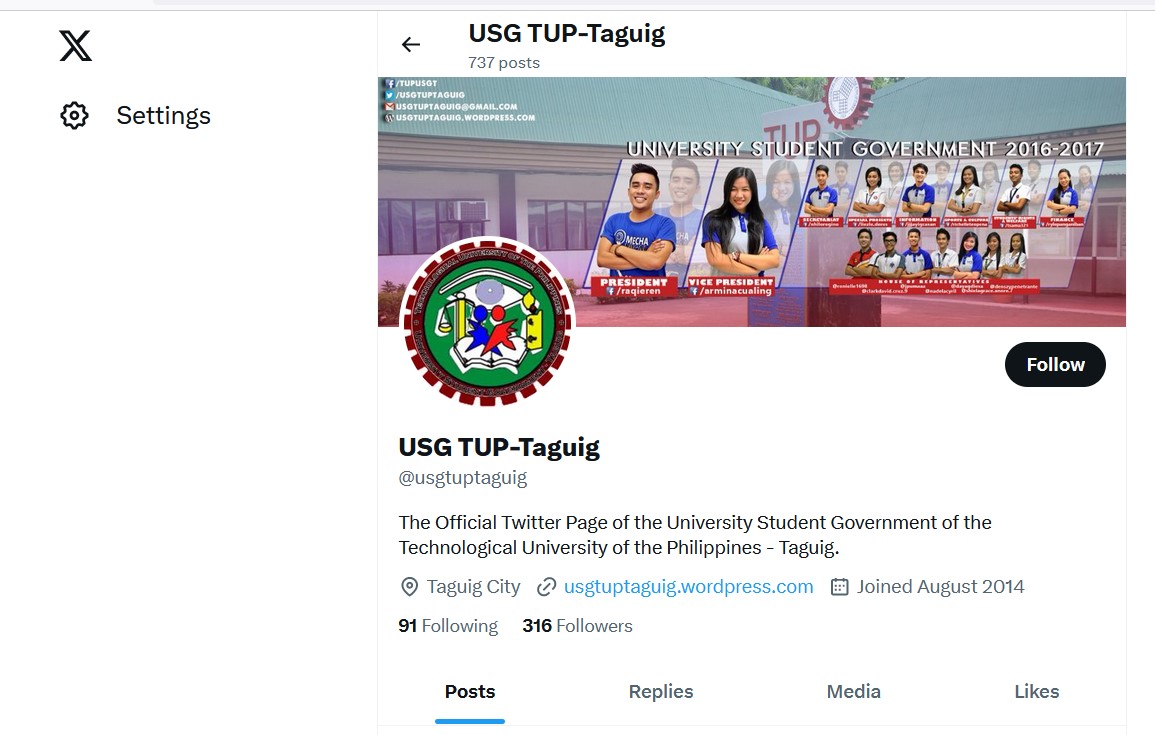 USG TUP-Taguig
737 posts
Settings
/TUPUSGT
/USGTUPTAGUIG
USGTUPTAGUIG@GMAIL.COM
USGTUPTAGUIG.WORDPRESS.COM
TUP
UNIVERSITY STUDENT GOVERNMENT 2016-2017
MECHA
SECRETARIAT
SPECIAL PROJECTS
INFORMATION
SPORTS & CULTURE
STUDENTS' RIGHTS & WELFARE
FINANCE
PRESIDENT
/raqieren
VICE PRESIDENT
/arminacualing
HOUSE OF REPRESENTATIVES
Follow
USG TUP-Taguig
@usgtuptaguig
The Official Twitter Page of the University Student Government of the
Technological University of the Philippines - Taguig.
Taguig City usgtuptaguig.wordpress.com Joined August 2014
91 Following 316 Followers
Posts Replies Media Likes